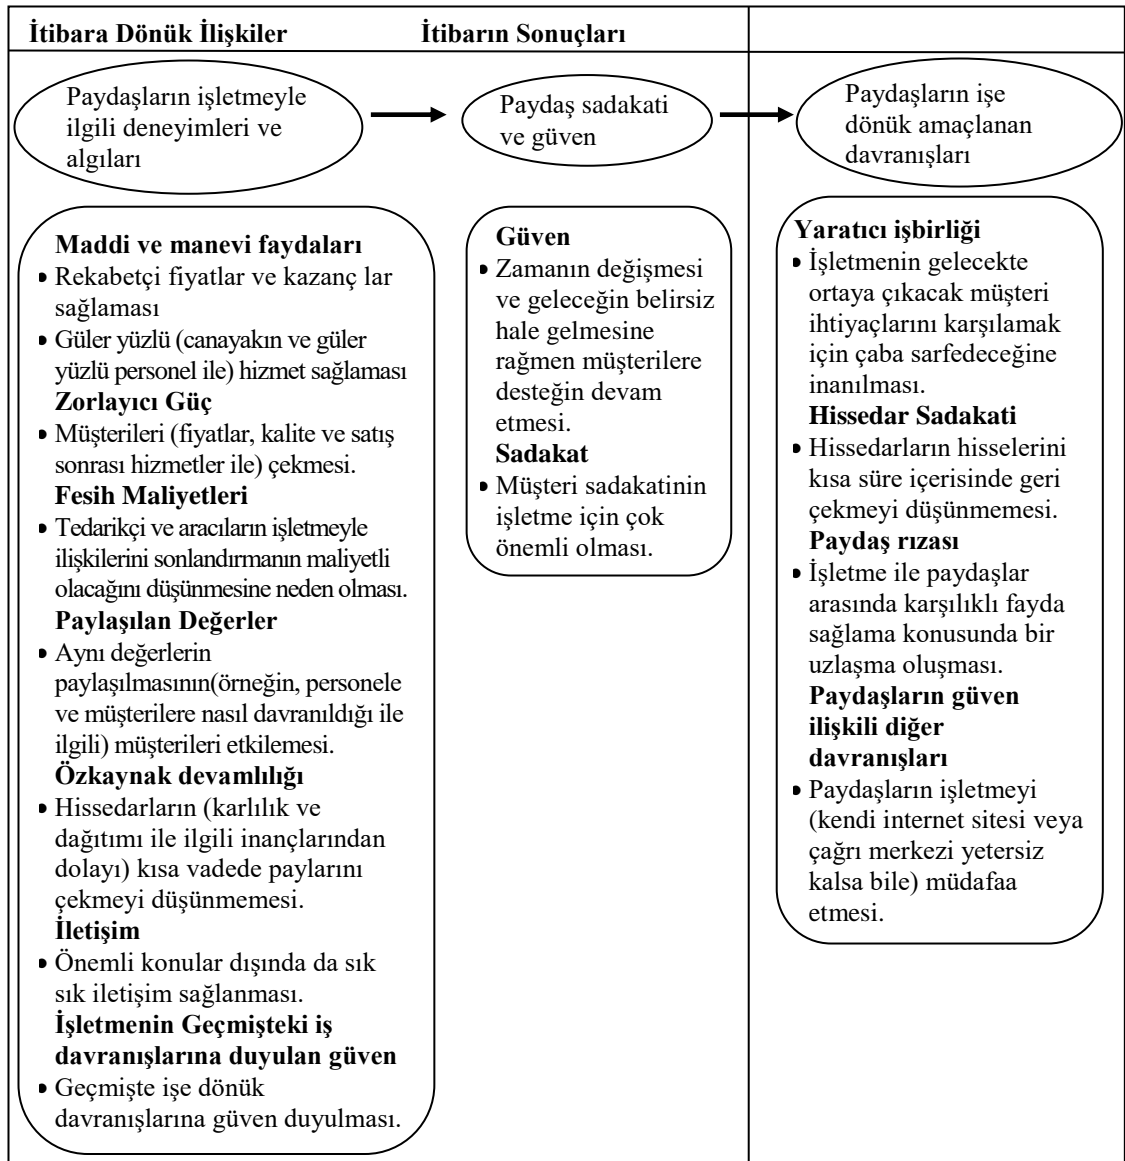 İtibara Dönük İlişkiler
İtibarın Sonuçları
Paydaşların işletmeyle
ilgili deneyimleri ve
algıları
Paydaş sadakati
ve güven
Paydaşların işe
dönük amaçlanan
davranışları
Maddi ve manevi faydaları
• Rekabetçi fiyatlar ve kazanç lar
sağlaması
• Güler yüzlü (canayakın ve güler
yüzlü personel ile) hizmet sağlaması
Zorlayıcı Güç
• Müşterileri (fiyatlar, kalite ve satış
sonrası hizmetler ile) çekmesi.
Fesih Maliyetleri
• Tedarikçi ve aracıların işletmeyle
ilişkilerini sonlandırmanın maliyetli
olacağını düşünmesine neden olması.
Paylaşılan Değerler
• Aynı değerlerin
paylaşılmasının(örneğin, personele
ve müşterilere nasıl davranıldığı ile
ilgili) müşterileri etkilemesi.
Özkaynak devamlılığı
• Hissedarların (karlılık ve
dağıtımı ile ilgili inançlarından
dolayı) kısa vadede paylarını
çekmeyi düşünmemesi.
İletişim
• Önemli konular dışında da sık
sık iletişim sağlanması.
İşletmenin Geçmişteki iş
davranışlarına duyulan güven
• Geçmişte işe dönük
davranışlarına güven duyulması.
Güven
• Zamanın değişmesi
ve geleceğin belirsiz
hale gelmesine
rağmen müşterilere
desteğin devam
etmesi.
Sadakat
• Müşteri sadakatinin
işletme için çok
önemli olması.
Yaratıcı işbirliği
• İşletmenin gelecekte
ortaya çıkacak müşteri
ihtiyaçlarını karşılamak
için çaba sarfedeceğine
inanılması.
Hissedar Sadakati
• Hissedarların hisselerini
kısa süre içerisinde geri
çekmeyi düşünmemesi.
Paydaş rızası
• İşletme ile paydaşlar
arasında karşılıklı fayda
sağlama konusunda bir
uzlaşma oluşması.
Paydaşların güven
ilişkili diğer
davranışları
• Paydaşların işletmeyi
(kendi internet sitesi veya
çağrı merkezi yetersiz
kalsa bile) müdafaa
etmesi.